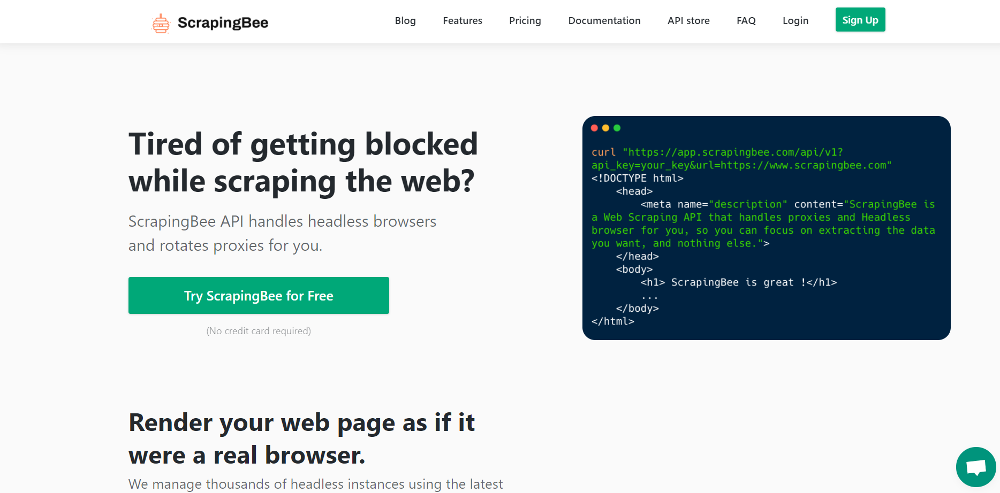 ScrapingBee
Blog
Features
Pricing
Documentation
API store
FAQ
Login
Sign Up
Tired of getting blocked
while scraping the web?
ScrapingBee API handles headless browsers
and rotates proxies for you.
Try ScrapingBee for Free
(No credit card required)
curl "https://app.scrapingbee.com/api/v1?
api_key=your_key&url=https://www.scrapingbee.com"
<!DOCTYPE html>
    <head>
        <meta name="description" content="ScrapingBee is
a Web Scraping API that handles proxies and Headless
browser for you, so you can focus on extracting the data
you want, and nothing else.">
    </head>
    <body>
        <h1> ScrapingBee is great !</h1>
        ...
    </body>
</html>
Render your web page as if it
were a real browser.
We manage thousands of headless instances using the latest